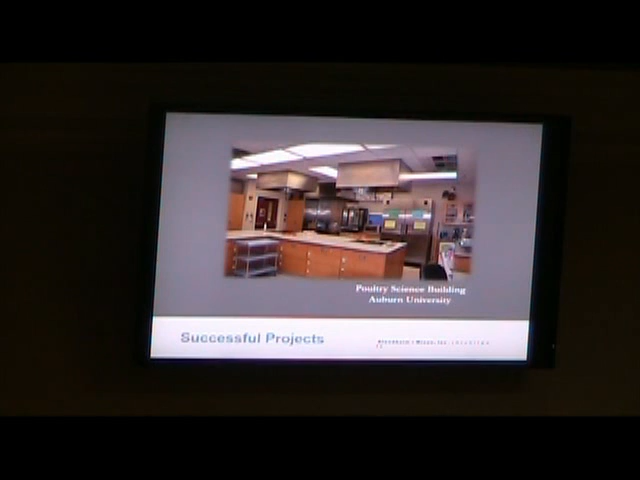 Poultry Science Building
Auburn University
Successful Projects